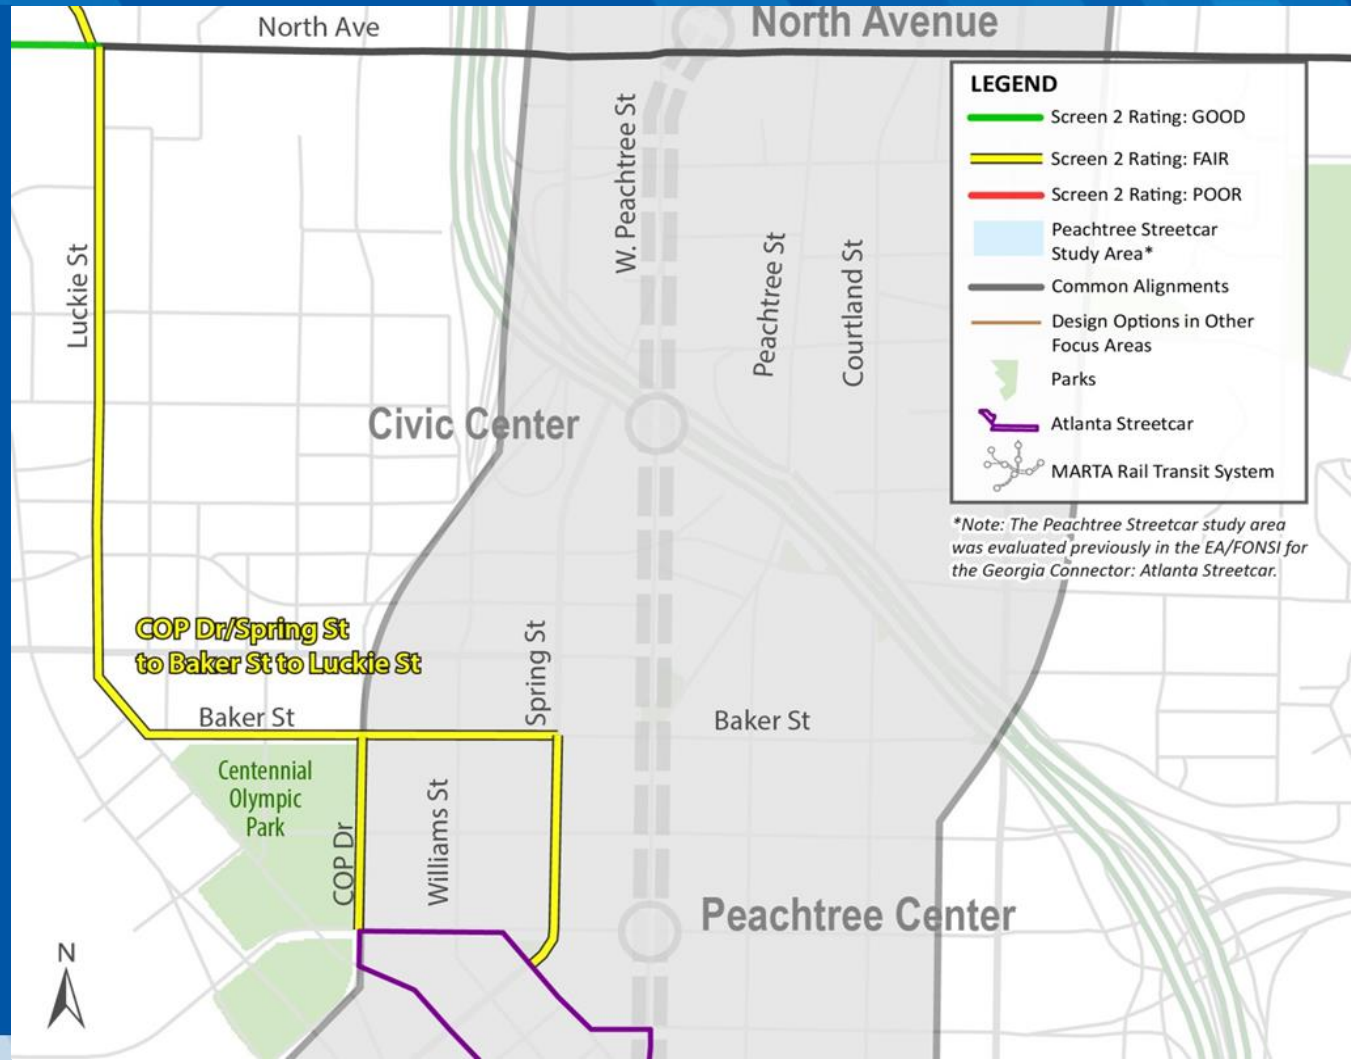 North Ave
North Avenue
LEGEND
Screen 2 Rating: GOOD
Screen 2 Rating: FAIR
Screen 2 Rating: POOR
Peachtree Streetcar
Study Area*
Common Alignments
Design Options in Other
Focus Areas
Parks
Atlanta Streetcar
MARTA Rail Transit System
*Note: The Peachtree Streetcar study area
was evaluated previously in the EA/FONSI for
the Georgia Connector: Atlanta Streetcar.
W. Peachtree St
Luckie St
Peachtree St
Courtland St
Civic Center
COP Dr/Spring St
to Baker St to Luckie St
Spring St
Baker St
Baker St
Centennial
Olympic
Park
COP Dr
Williams St
Peachtree Center
N